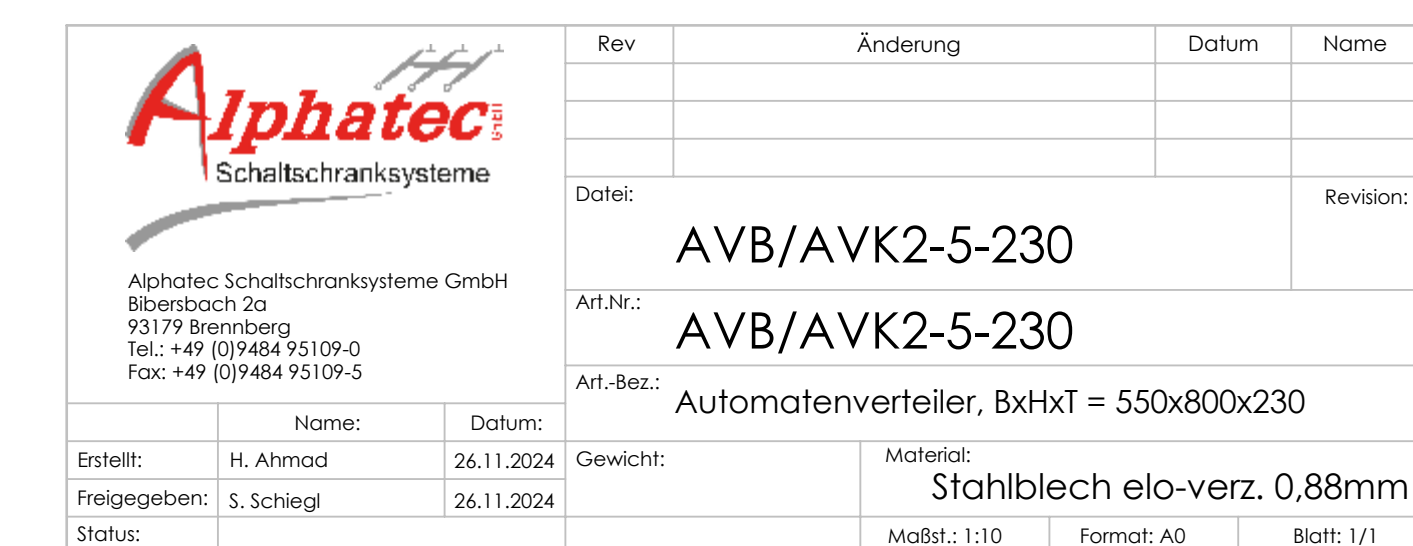 Alphatec GmbH
Schaltschranksysteme
Alphatec Schaltschranksysteme GmbH
Bibersbach 2a
93179 Brennberg
Tel.: +49 (0)9484 95109-0
Fax: +49 (0)9484 95109-5
Rev Änderung Datum Name
Datei: Revision:
AVB/AVK2-5-230
Art.Nr.:
AVB/AVK2-5-230
Art.-Bez.:
Automatenverteiler, BxHxT = 550x800x230
Name: Datum:
Erstellt: H. Ahmad 26.11.2024
Freigegeben: S. Schiegl 26.11.2024
Status:
Gewicht: Material:
Stahlblech elo-verz. 0,88mm
Maßst.: 1:10 Format: A0 Blatt: 1/1